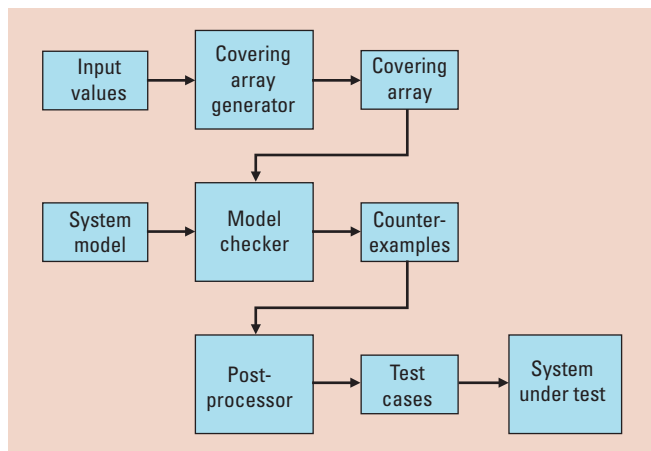 Input
values
Covering
array
generator
Covering
array
System
model
Model
checker
Counter-
examples
Post-
processor
Test
cases
System
under test